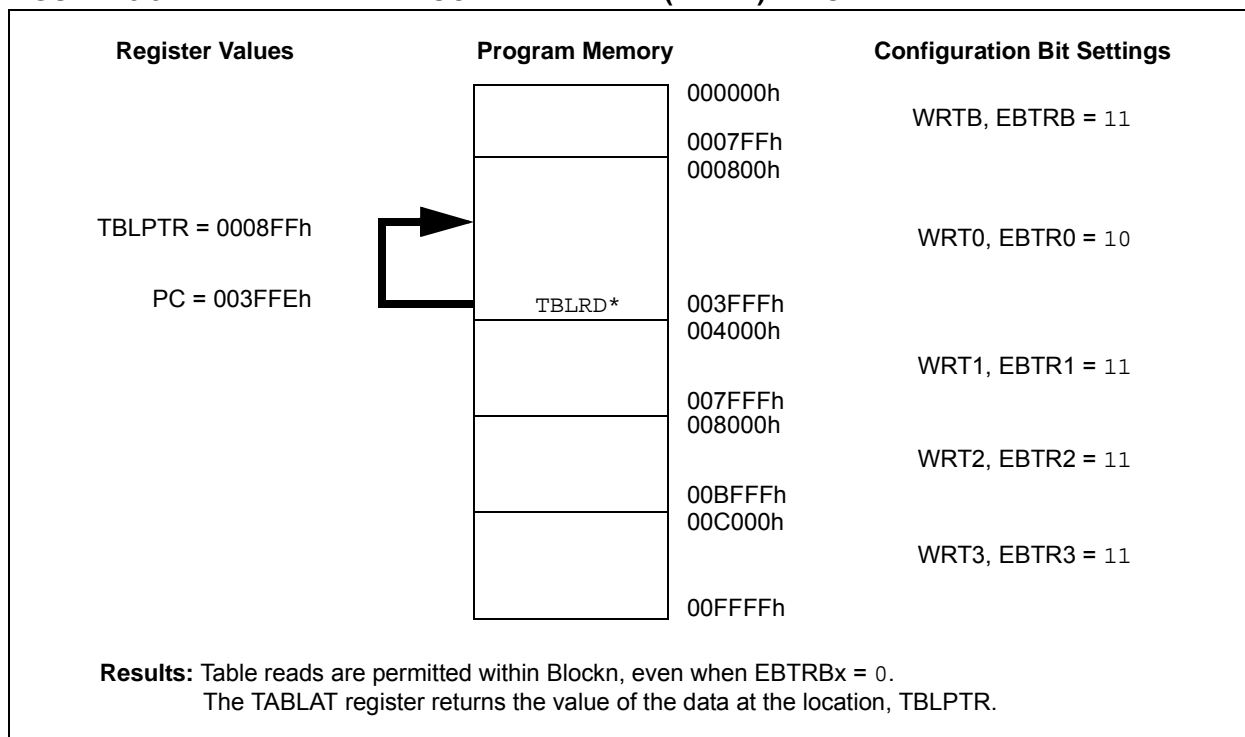 Register Values Program Memory Configuration Bit Settings
000000h
WRTB, EBTRB = 11
0007FFh
000800h
TBLPTR = 0008FFh
WRT0, EBTR0 = 10
PC = 003FFEh
TBLRD*
003FFFh
004000h
WRT1, EBTR1 = 11
007FFFh
008000h
WRT2, EBTR2 = 11
00BFFFh
00C000h
WRT3, EBTR3 = 11
00FFFFh
Results: Table reads are permitted within Blockn, even when EBTRBx = 0.
The TABLAT register returns the value of the data at the location, TBLPTR.